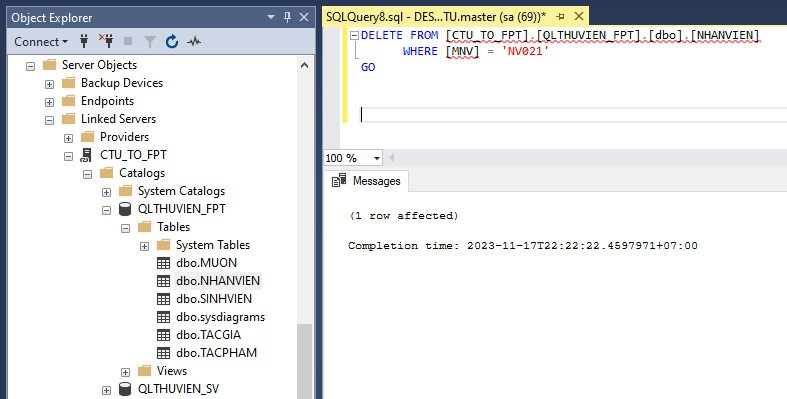 Object Explorer
Connect
Server Objects
Backup Devices
Endpoints
Linked Servers
Providers
CTU_TO_FPT
Catalogs
System Catalogs
QLTHUVIEN_FPT
Tables
System Tables
dbo.MUON
dbo.NHANVIEN
dbo.SINHVIEN
dbo.sysdiagrams
dbo.TACGIA
dbo.TACPHAM
Views
QLTHUVIEN_SV
SQLQuery8.sql - DES...TU.master (sa (69))*
DELETE FROM [CTU_TO_FPT].[QLTHUVIEN_FPT].[dbo].[NHANVIEN]
WHERE [MNV] = 'NV021'
GO
100 %
Messages
(1 row affected)
Completion time: 2023-11-17T22:22:22.4597971+07:00